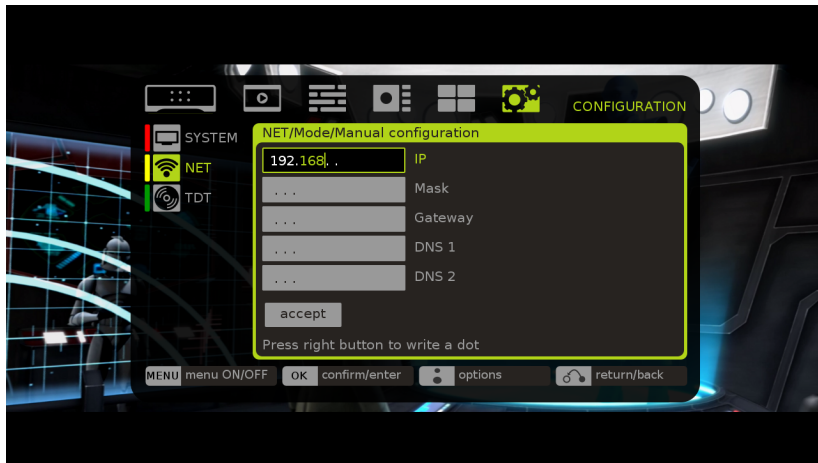 CONFIGURATION
SYSTEM
NET
TDT
NET/Mode/Manual configuration
192.168. . IP
. . . Mask
. . . Gateway
. . . DNS 1
. . . DNS 2
accept
Press right button to write a dot
MENU menu ON/OFF OK confirm/enter options return/back